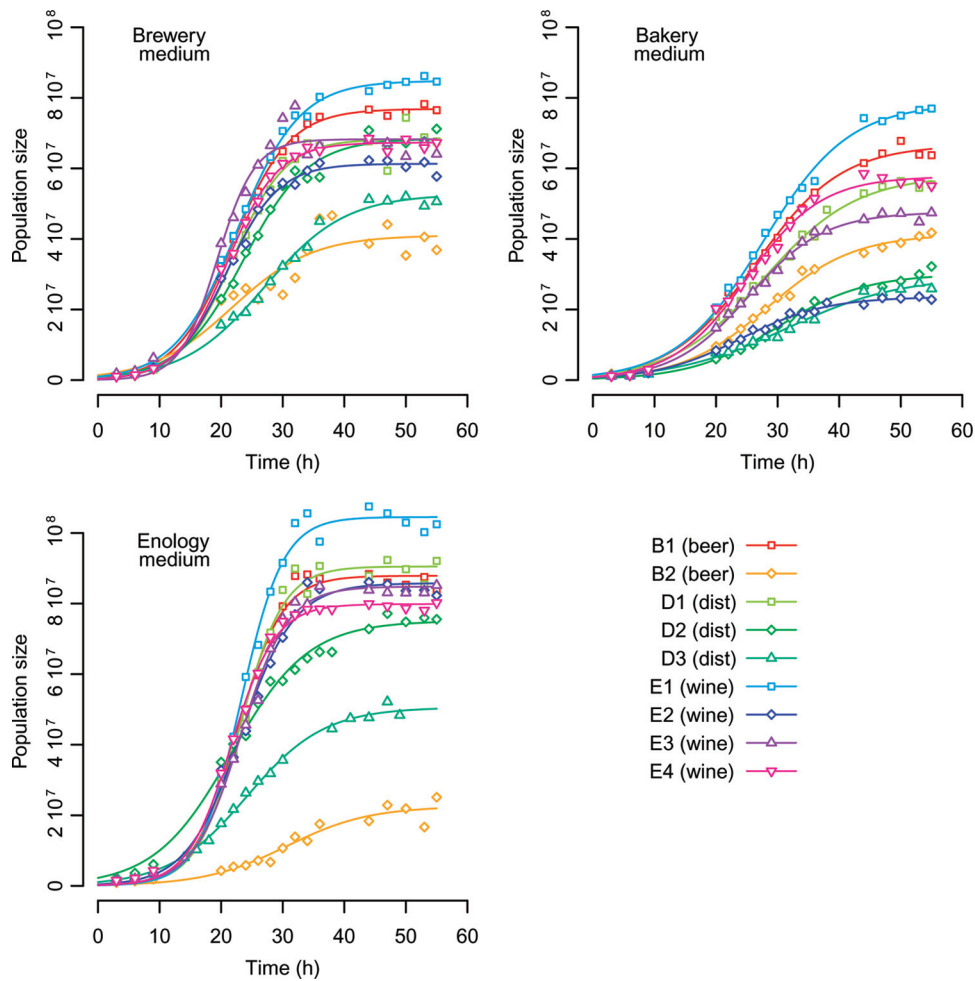 Brewery
medium
Population size
0
2 10⁷
4 10⁷
6 10⁷
8 10⁷
10⁸
0 10 20 30 40 50 60
Time (h)
Bakery
medium
Population size
0
2 10⁷
4 10⁷
6 10⁷
8 10⁷
10⁸
0 10 20 30 40 50 60
Time (h)
Enology
medium
Population size
0
2 10⁷
4 10⁷
6 10⁷
8 10⁷
10⁸
0 10 20 30 40 50 60
Time (h)
B1 (beer)
B2 (beer)
D1 (dist)
D2 (dist)
D3 (dist)
E1 (wine)
E2 (wine)
E3 (wine)
E4 (wine)